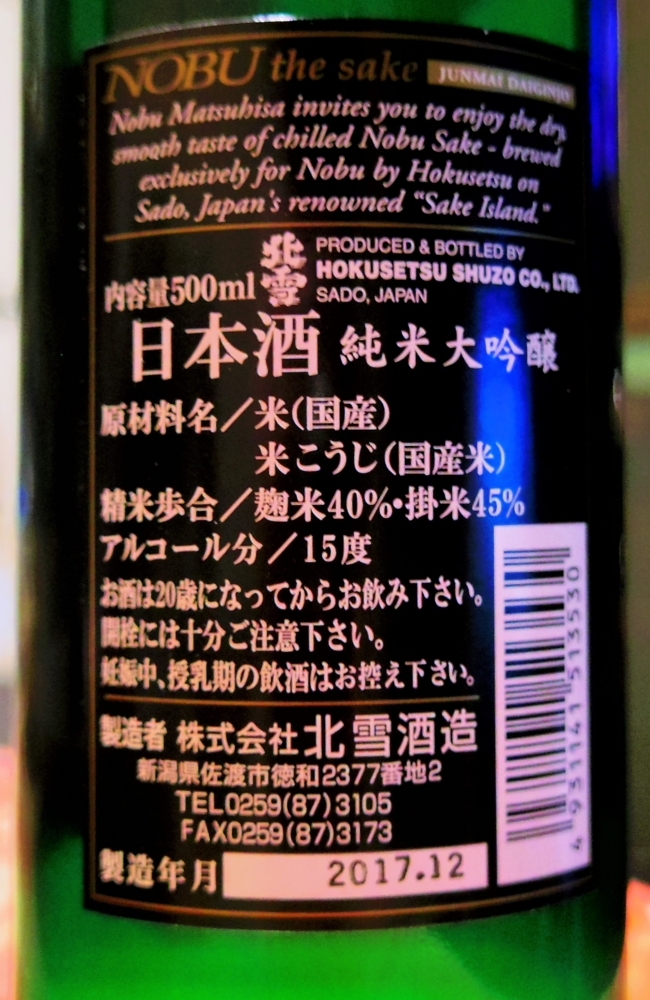 NOBU the sake JUNMAI DAIGINJO
Nobu Matsuhisa invites you to enjoy the dry,
smooth taste of chilled Nobu Sake - brewed
exclusively for Nobu by Hokusetsu on
Sado, Japan's renowned "Sake Island."
内容量500ml
北雪
PRODUCED & BOTTLED BY
HOKUSETSU SHUZO CO., LTD.
SADO, JAPAN
日本酒 純米大吟醸
原材料名／米(国産)
米こうじ(国産米)
精米歩合／麹米40%・掛米45%
アルコール分／15度
お酒は20歳になってからお飲み下さい。
開栓には十分ご注意下さい。
妊娠中、授乳期の飲酒はお控え下さい。
製造者 株式会社 北雪酒造
新潟県佐渡市徳和2377番地2
TEL0259(87)3105
FAX0259(87)3173
製造年月 2017.12
4 931141 513530